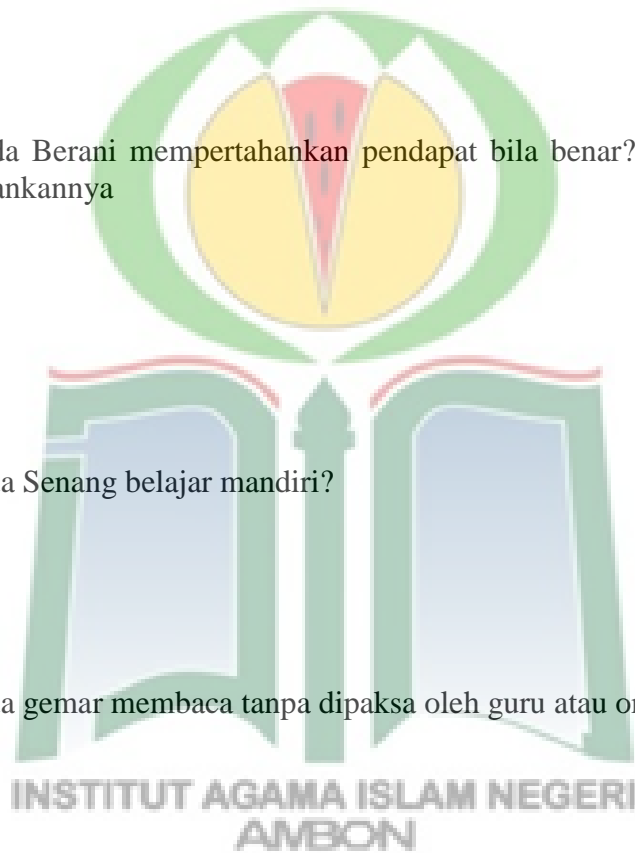 da Berani mempertahankan pendapat bila benar?
ankannya
a Senang belajar mandiri?
a gemar membaca tanpa dipaksa oleh guru atau or
INSTITUT AGAMA ISLAM NEGERI
AMBON